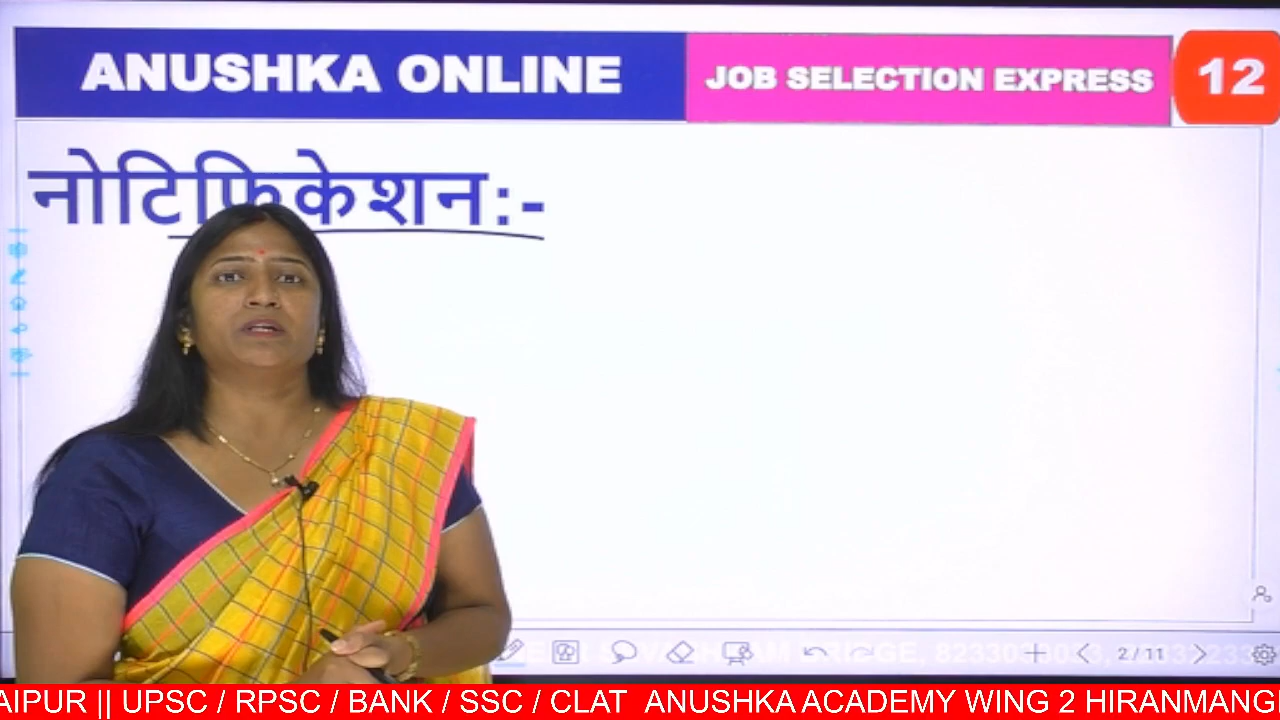 ANUSHKA ONLINE JOB SELECTION EXPRESS 12
नोटिफिकेशन:-
2/11
AIPUR || UPSC / RPSC / BANK / SSC / CLAT ANUSHKA ACADEMY WING 2 HIRANMANG